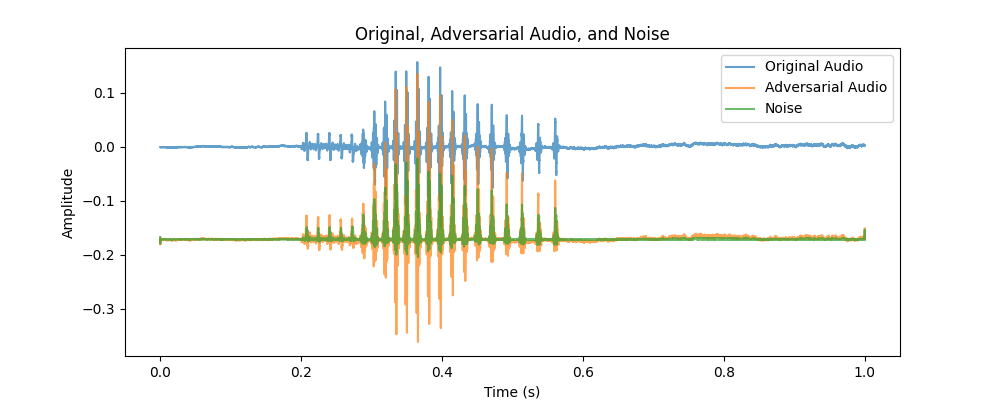 Original, Adversarial Audio, and Noise
Original Audio
Adversarial Audio
Noise
Amplitude
0.1
0.0
−0.1
−0.2
−0.3
0.0 0.2 0.4 0.6 0.8 1.0
Time (s)